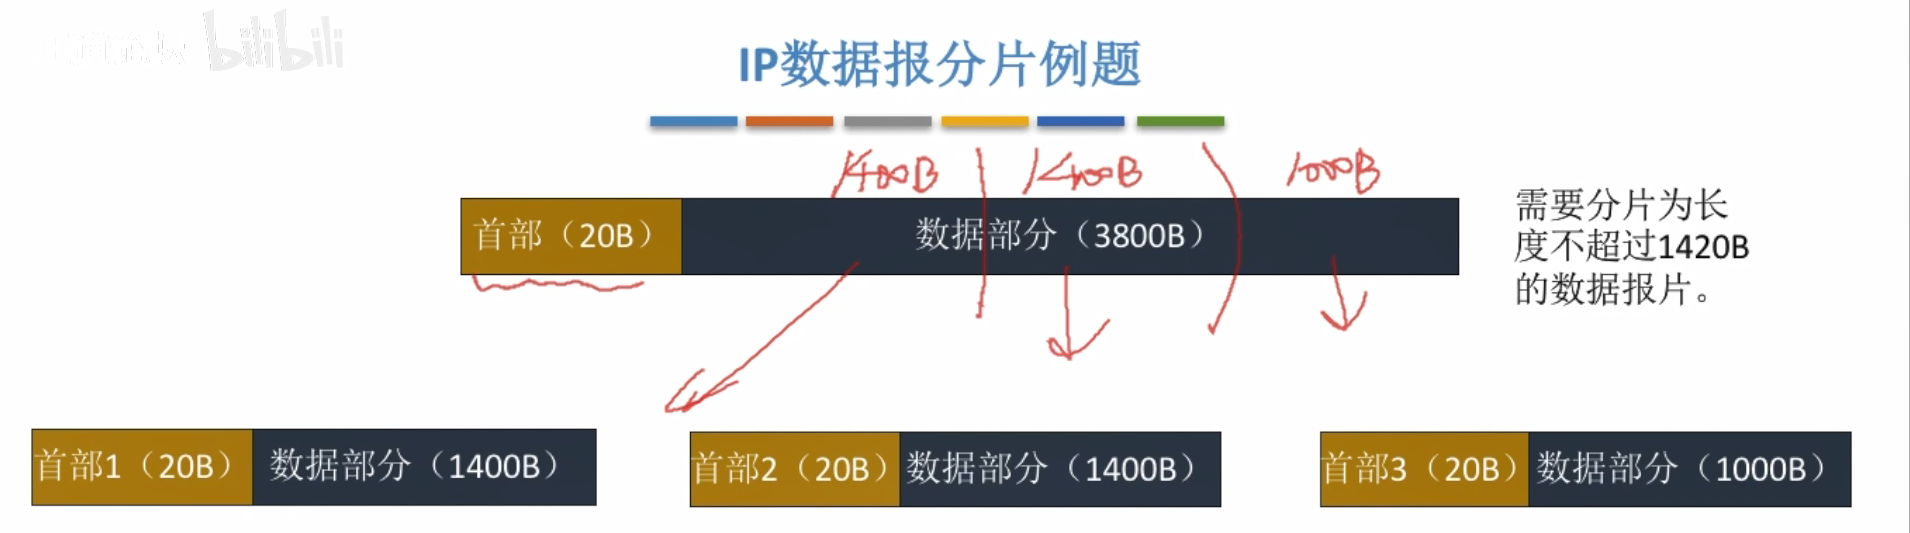 bilibili
IP数据报分片例题
1400B
1400B
1000B
首部（20B）
数据部分（3800B）
需要分片为长
度不超过1420B
的数据报片。
首部1（20B）
数据部分（1400B）
首部2（20B）
数据部分（1400B）
首部3（20B）
数据部分（1000B）